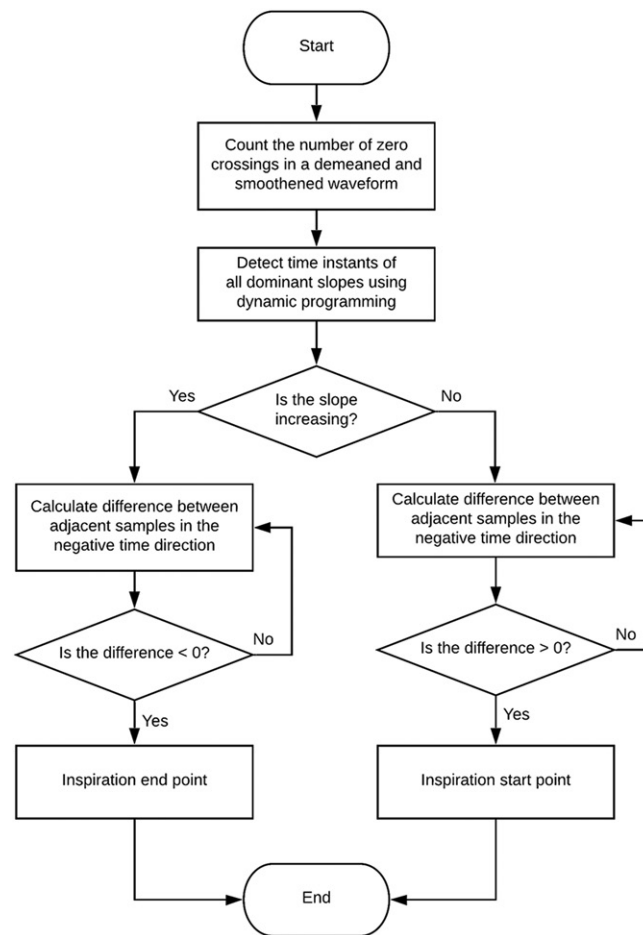 Start
Count the number of zero
crossings in a demeaned and
smoothened waveform
Detect time instants of
all dominant slopes using
dynamic programming
Yes
Is the slope
increasing?
No
Calculate difference between
adjacent samples in the
negative time direction
Calculate difference between
adjacent samples in the
negative time direction
Is the difference < 0?
No
Is the difference > 0?
No
Yes
Yes
Inspiration end point
Inspiration start point
End